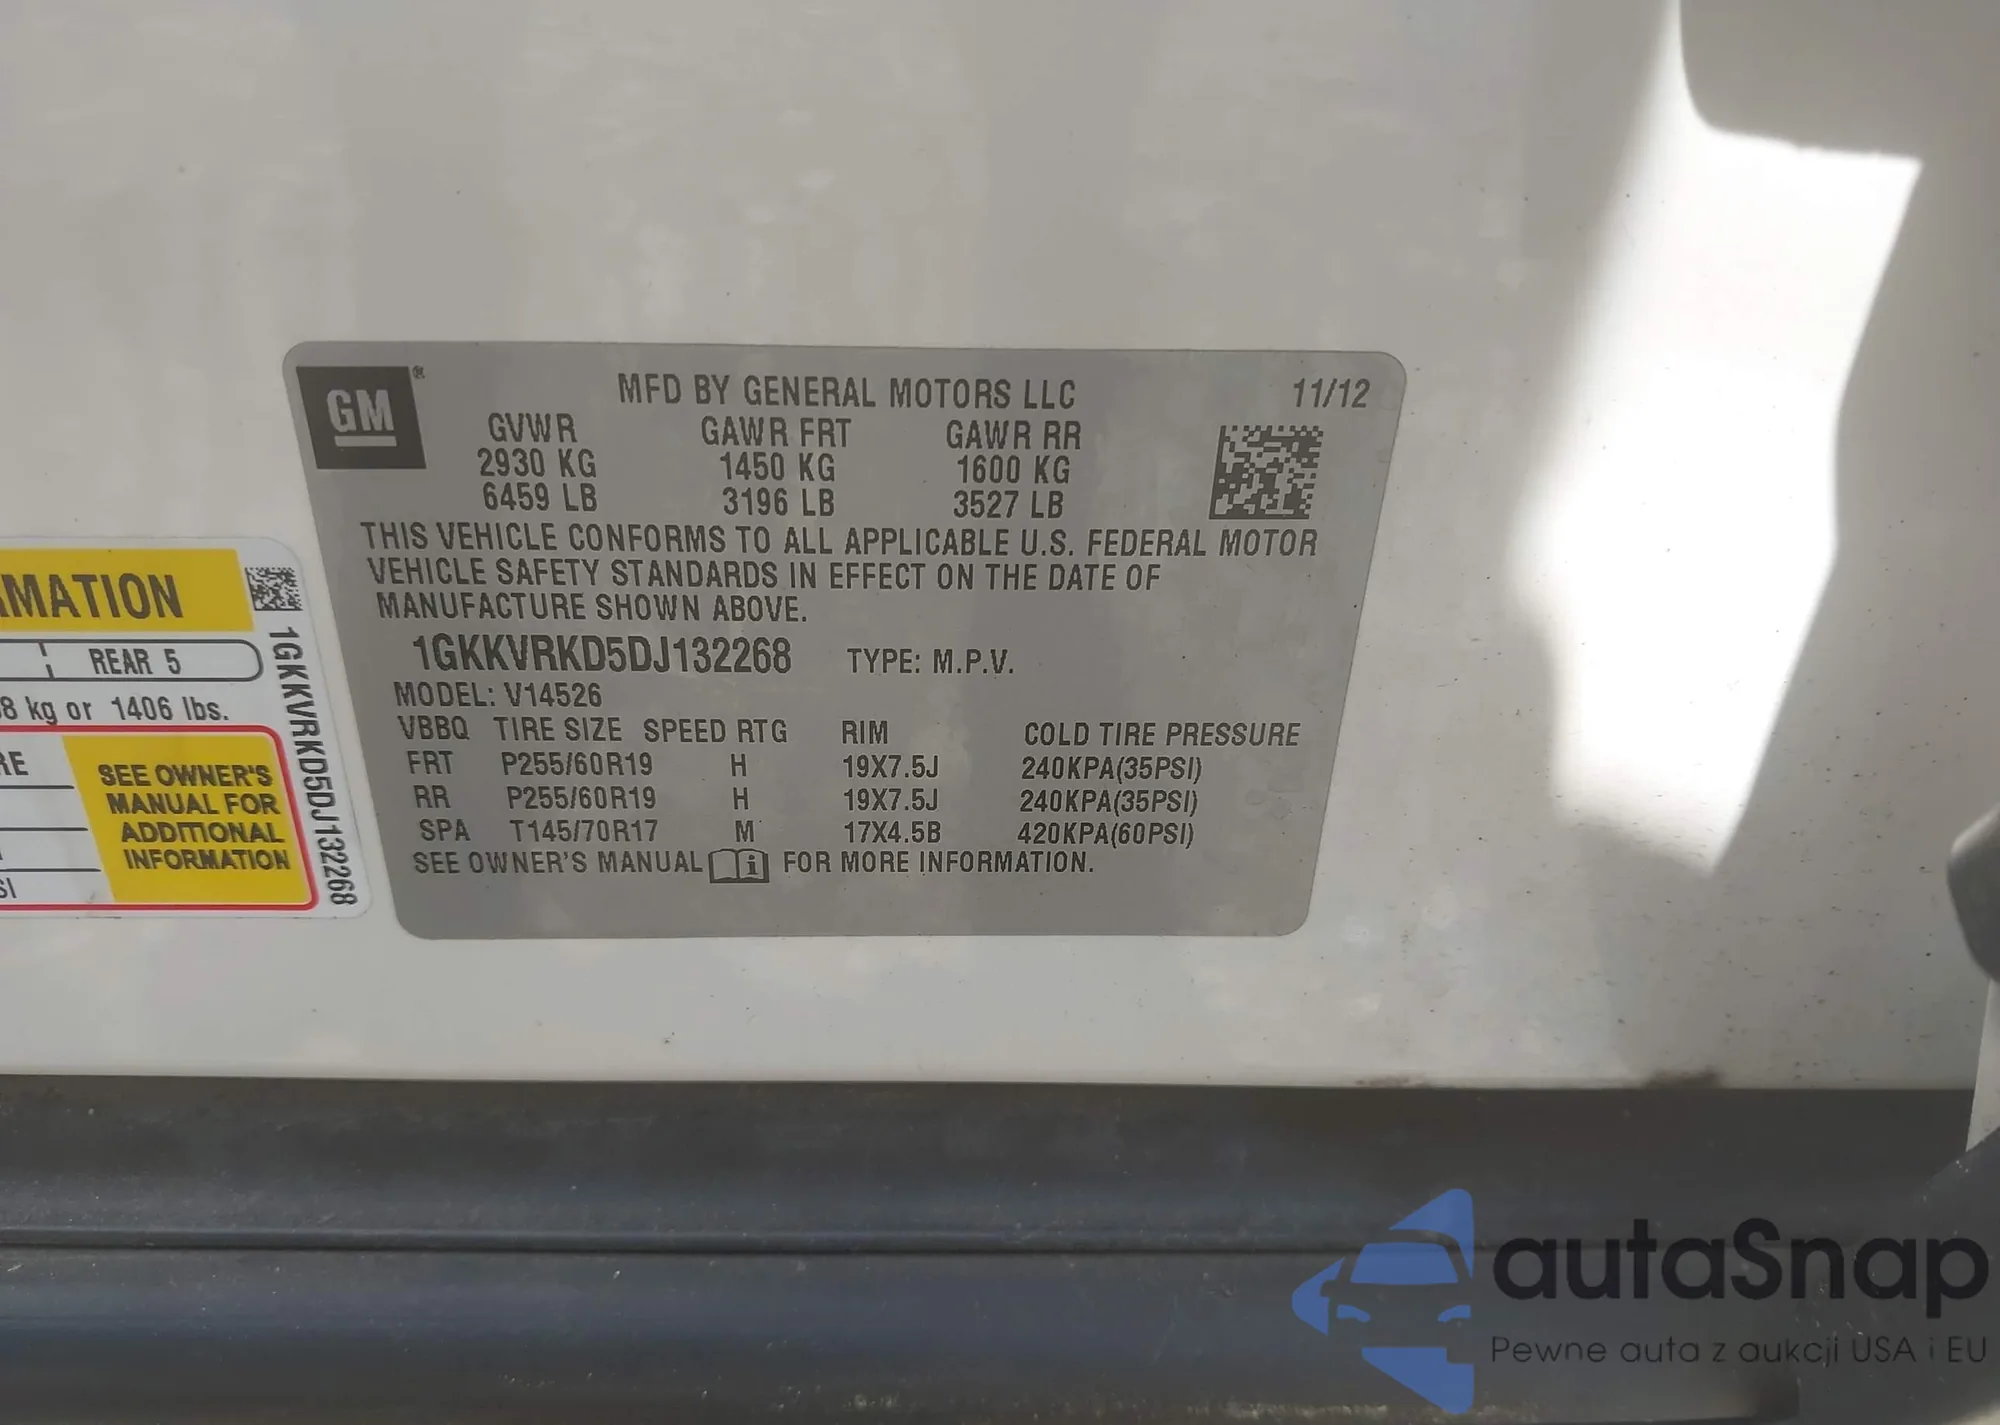 GM®
MFD BY GENERAL MOTORS LLC 11/12
GVWR GAWR FRT GAWR RR
2930 KG 1450 KG 1600 KG
6459 LB 3196 LB 3527 LB
THIS VEHICLE CONFORMS TO ALL APPLICABLE U.S. FEDERAL MOTOR
VEHICLE SAFETY STANDARDS IN EFFECT ON THE DATE OF
MANUFACTURE SHOWN ABOVE.
1GKKVRKD5DJ132268 TYPE: M.P.V.
MODEL: V14526
VBBQ TIRE SIZE SPEED RTG RIM COLD TIRE PRESSURE
FRT P255/60R19 H 19X7.5J 240KPA(35PSI)
RR P255/60R19 H 19X7.5J 240KPA(35PSI)
SPA T145/70R17 M 17X4.5B 420KPA(60PSI)
SEE OWNER'S MANUAL FOR MORE INFORMATION.
MATION
REAR 5
8 kg or 1406 lbs.
RE
SEE OWNER'S
MANUAL FOR
ADDITIONAL
INFORMATION
SI
1GKKVRKD5DJ132268
autaSnap
Pewne auta z aukcji USA i EU